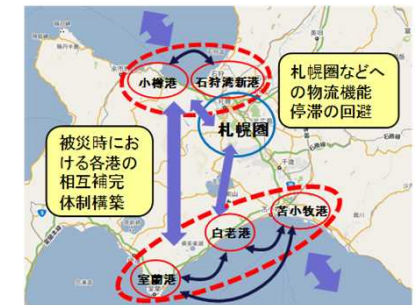 小樽港
石狩湾新港
札幌圏などへ
の物流機能
停滞の回避
札幌圏
被災時にお
ける各港の
相互補完
体制構築
苫小牧港
白老港
室蘭港